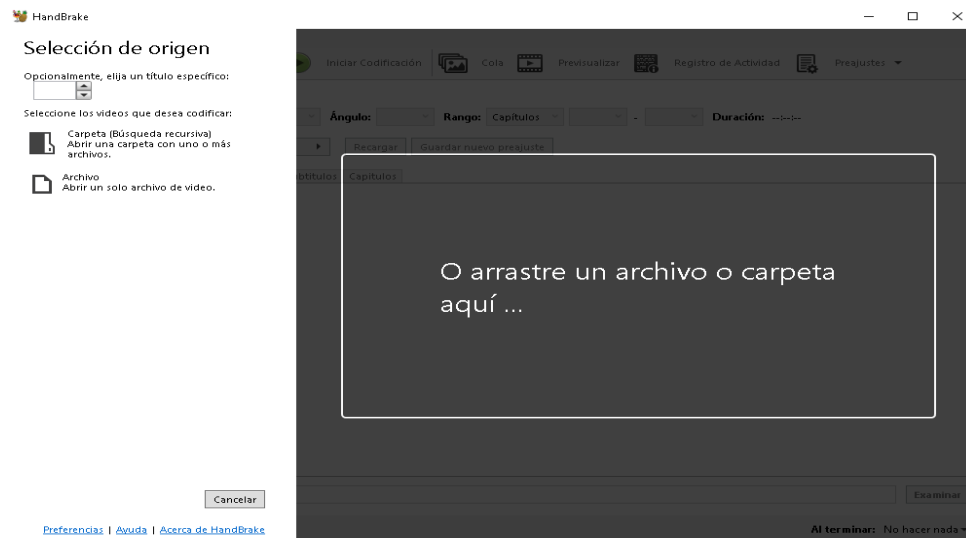 HandBrake
Selección de origen
Opcionalmente, elija un título específico:
Seleccione los videos que desea codificar:
Carpeta (Búsqueda recursiva)
Abrir una carpeta con uno o más
archivos.
Archivo
Abrir un solo archivo de video.
Cancelar
Preferencias | Ayuda | Acerca de HandBrake
Iniciar Codificación Cola Previsualizar Registro de Actividad Preajustes
Ángulo: Rango: Capítulos - Duración: --:--:--
Recargar Guardar nuevo preajuste
Capítulos
O arrastre un archivo o carpeta
aquí ...
Examinar
Al terminar: No hacer nada